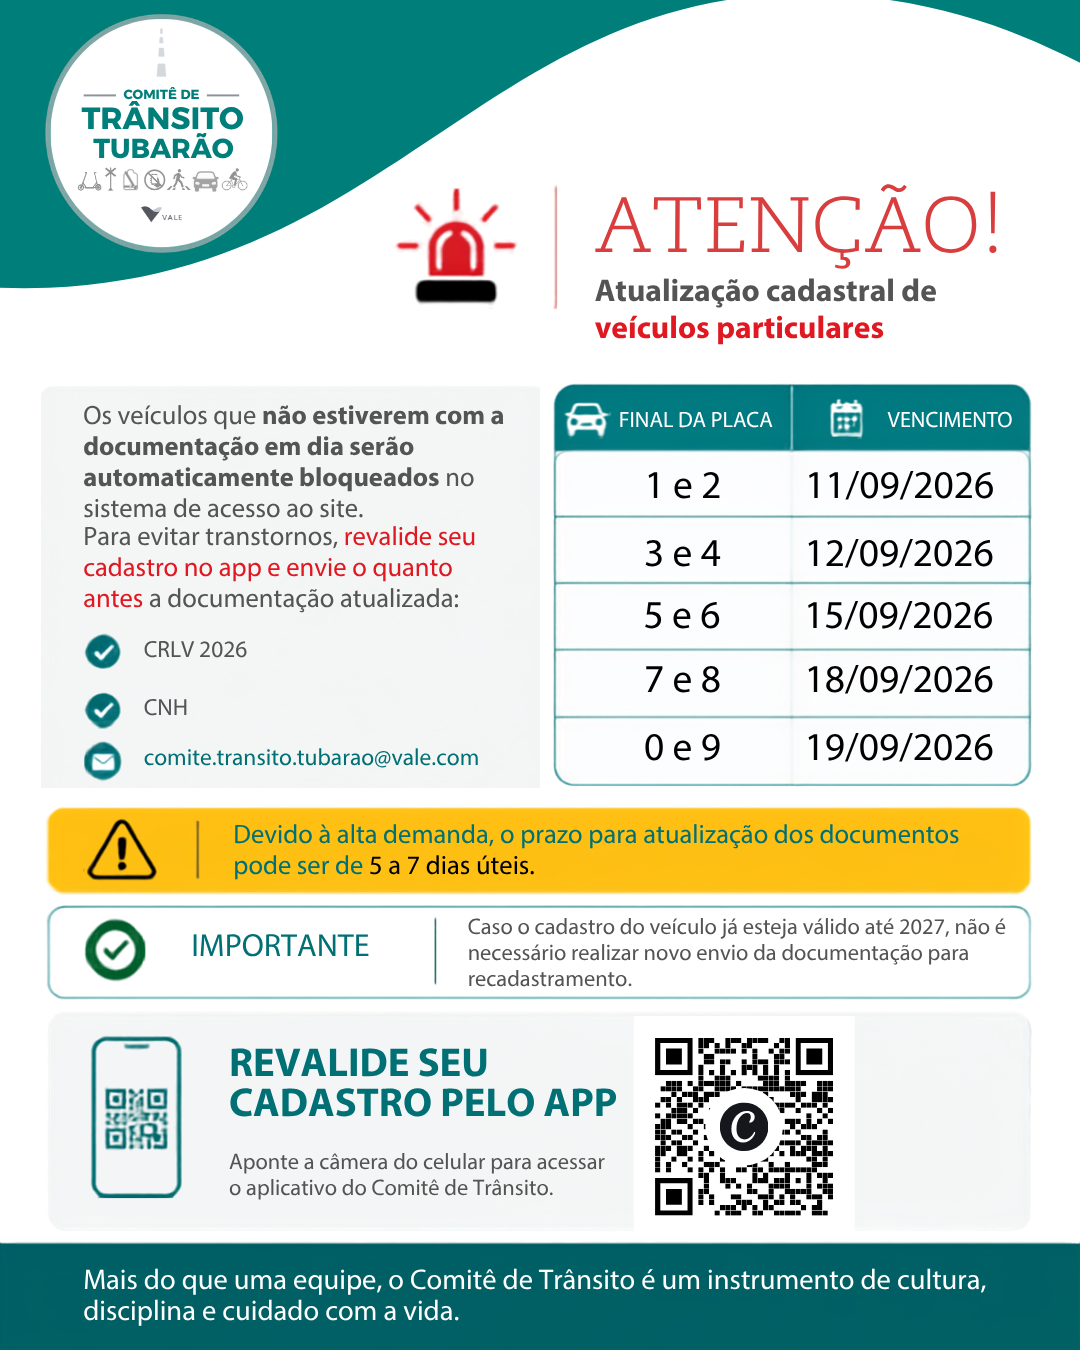 COMITÊ DE
TRÂNSITO
TUBARÃO
VALE
ATENÇÃO!
Atualização cadastral de
veículos particulares
Os veículos que não estiverem com a
documentação em dia serão
automaticamente bloqueados no
sistema de acesso ao site.
Para evitar transtornos, revalide seu
cadastro no app e envie o quanto
antes a documentação atualizada:
CRLV 2026
CNH
comite.transito.tubarao@vale.com
FINAL DA PLACA VENCIMENTO
1 e 2 11/09/2026
3 e 4 12/09/2026
5 e 6 15/09/2026
7 e 8 18/09/2026
0 e 9 19/09/2026
Devido à alta demanda, o prazo para atualização dos documentos
pode ser de 5 a 7 dias úteis.
IMPORTANTE
Caso o cadastro do veículo já esteja válido até 2027, não é
necessário realizar novo envio da documentação para
recadastramento.
REVALIDE SEU
CADASTRO PELO APP
Aponte a câmera do celular para acessar
o aplicativo do Comitê de Trânsito.
C
Mais do que uma equipe, o Comitê de Trânsito é um instrumento de cultura,
disciplina e cuidado com a vida.